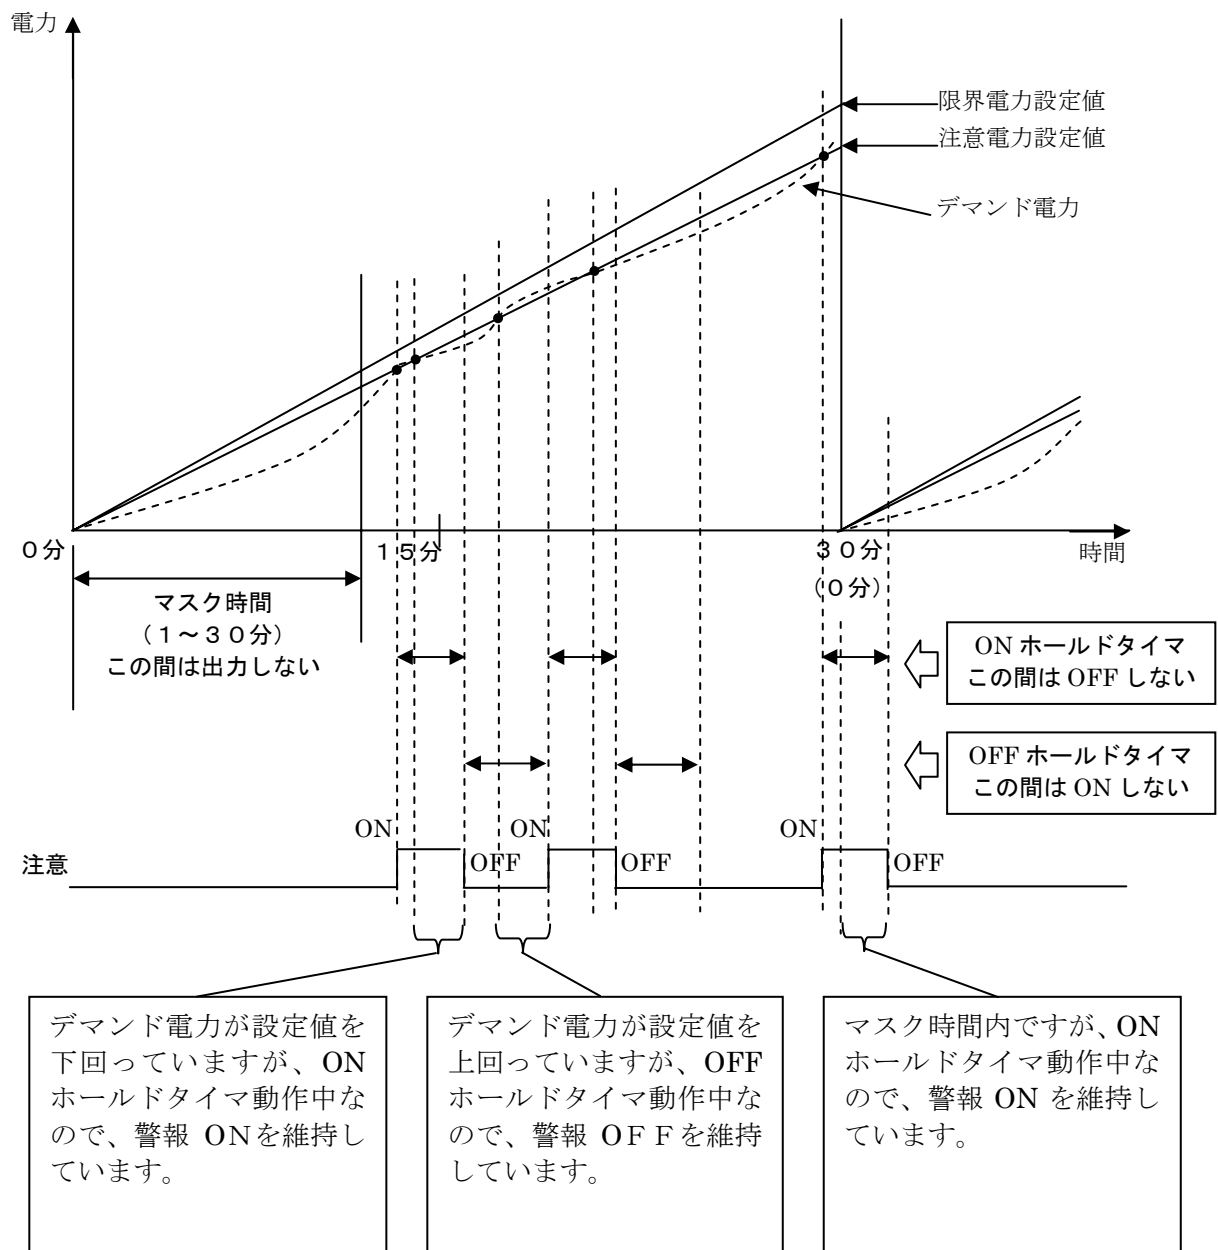 電力
限界電力設定値
注意電力設定値
デマンド電力
０分
１５分
３０分
（０分）
時間
マスク時間
（１～３０分）
この間は出力しない
ON ホールドタイマ
この間は OFF しない
OFF ホールドタイマ
この間は ON しない
ON
ON
ON
注意
OFF
OFF
OFF
デマンド電力が設定値を
下回っていますが、ON
ホールドタイマ動作中な
ので、警報 ONを維持し
ています。
デマンド電力が設定値を
上回っていますが、OFF
ホールドタイマ動作中な
ので、警報 ＯＦＦを維持
しています。
マスク時間内ですが、ON
ホールドタイマ動作中な
ので、警報 ON を維持し
ています。